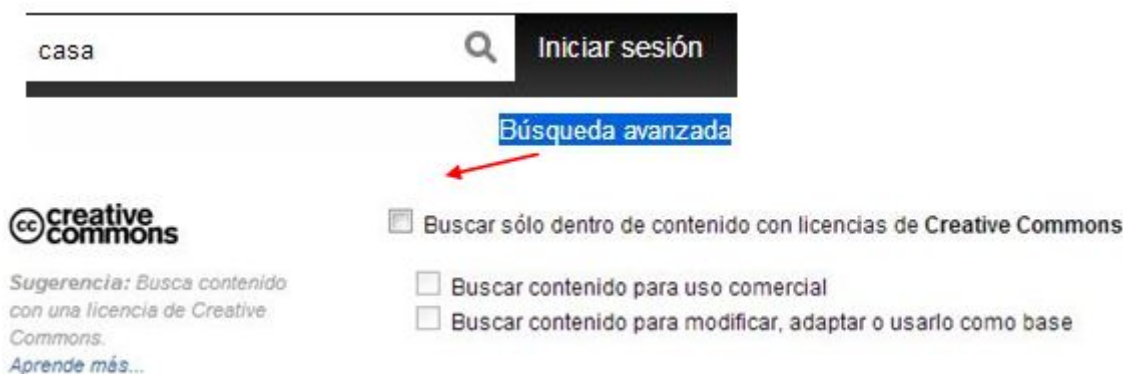 casa
Iniciar sesión
Búsqueda avanzada
cc creative
commons
Buscar sólo dentro de contenido con licencias de Creative Commons
Sugerencia: Busca contenido
con una licencia de Creative
Commons.
Aprende más...
Buscar contenido para uso comercial
Buscar contenido para modificar, adaptar o usarlo como base